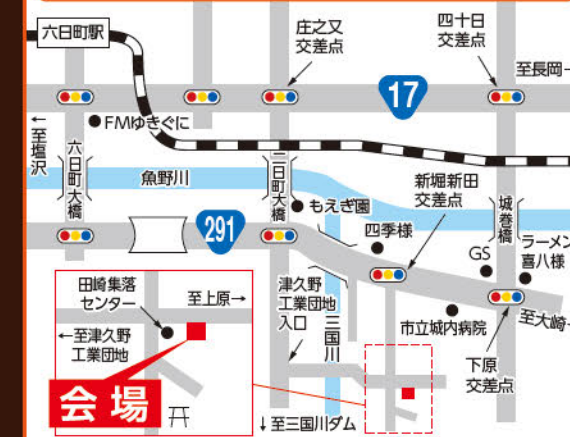 六日町駅
庄之又
交差点
四十日
交差点
至長岡
17
←至塩沢
FMゆきぐに
六日町大橋
魚野川
二日町大橋
もえぎ園
新堀新田
交差点
城巻橋
291
四季様
GS
ラーメン
喜八様
田崎集落
センター
至上原→
←至津久野
工業団地
会場
津久野
工業団地
入口
三国川
市立城内病院
至大崎
下原
交差点
↓至三国川ダム